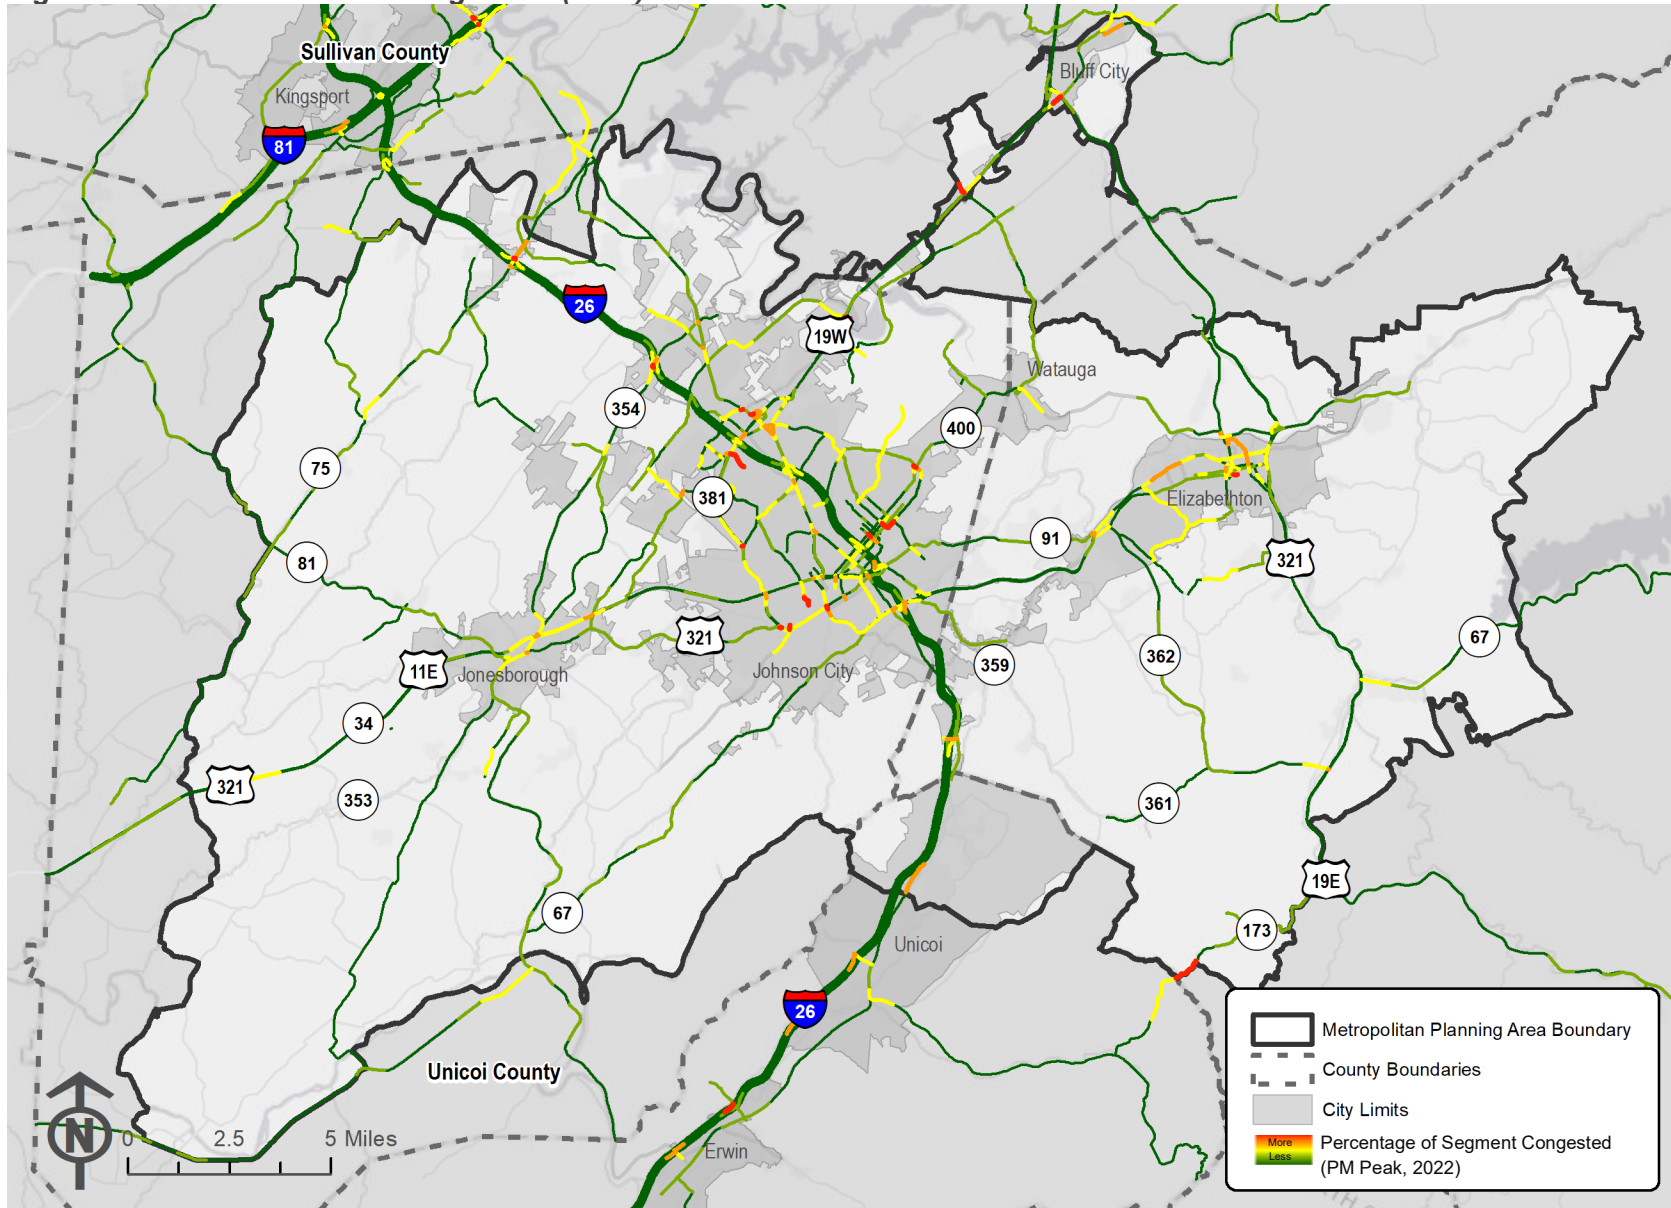 Sullivan County
Kingsport
Bluff City
81
26
19W
Watauga
354
400
75
381
Elizabethton
91
321
81
321
67
11E
Jonesborough
Johnson City
359
362
34
321
353
361
19E
67
173
Unicoi
26
Unicoi County
Erwin
N
0 2.5 5 Miles
Metropolitan Planning Area Boundary
County Boundaries
City Limits
More
Less
Percentage of Segment Congested
(PM Peak, 2022)